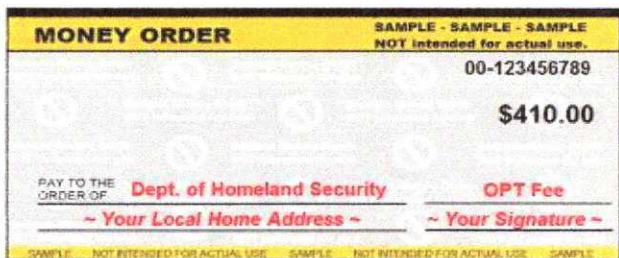 MONEY ORDER
SAMPLE - SAMPLE - SAMPLE
NOT intended for actual use.
00-123456789
$410.00
PAY TO THE
ORDER OF Dept. of Homeland Security OPT Fee
~ Your Local Home Address ~ ~ Your Signature ~
SAMPLE NOT INTENDED FOR ACTUAL USE SAMPLE NOT INTENDED FOR ACTUAL USE SAMPLE